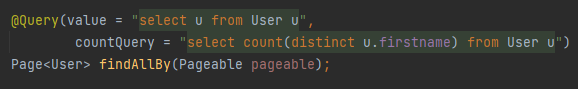 @Query(value = "select u from User u",
countQuery = "select count(distinct u.firstname) from User u")
Page<User> findAllBy(Pageable pageable);